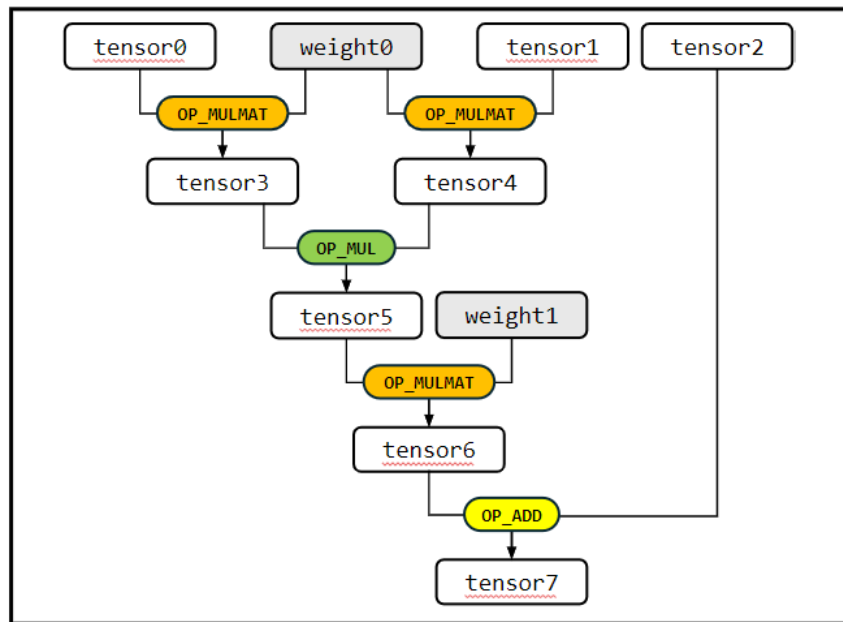 tensor0 weight0 tensor1 tensor2
OP_MULMAT OP_MULMAT
tensor3 tensor4
OP_MUL
tensor5 weight1
OP_MULMAT
tensor6
OP_ADD
tensor7